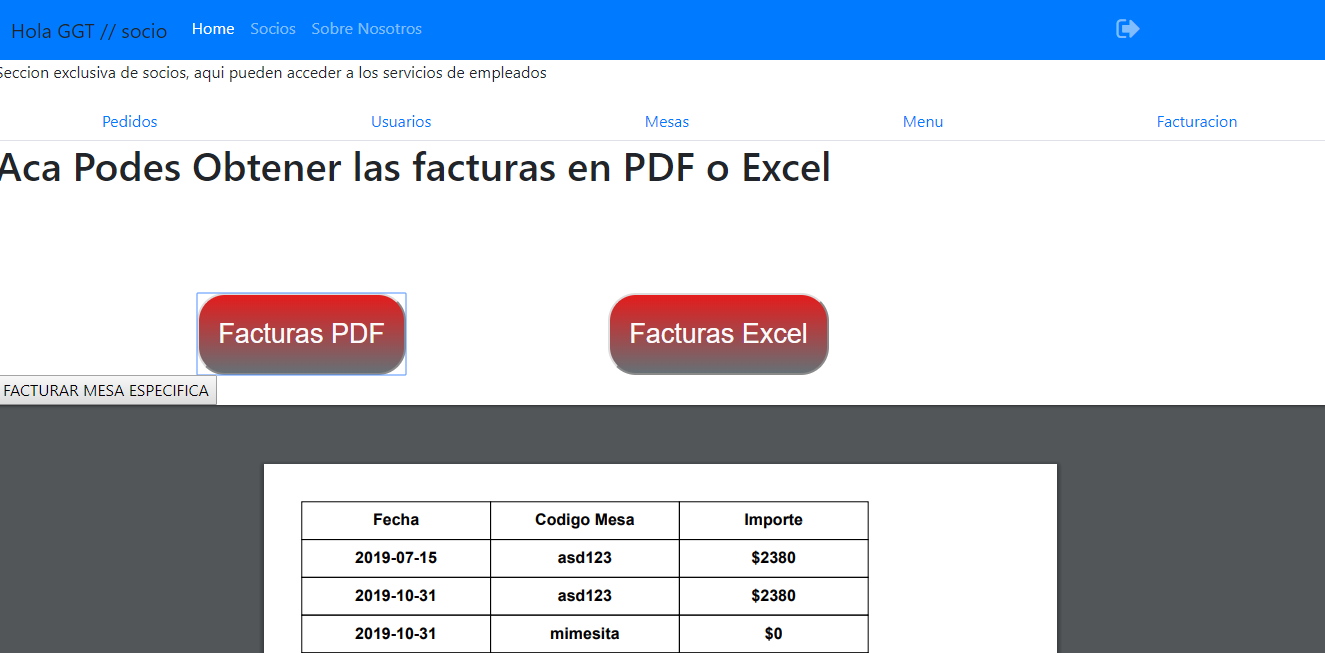 Hola GGT // socio Home Socios Sobre Nosotros
Seccion exclusiva de socios, aqui pueden acceder a los servicios de empleados
Pedidos Usuarios Mesas Menu Facturacion
Aca Podes Obtener las facturas en PDF o Excel
Facturas PDF Facturas Excel
FACTURAR MESA ESPECIFICA
Fecha Codigo Mesa Importe
2019-07-15 asd123 $2380
2019-10-31 asd123 $2380
2019-10-31 mimesita $0